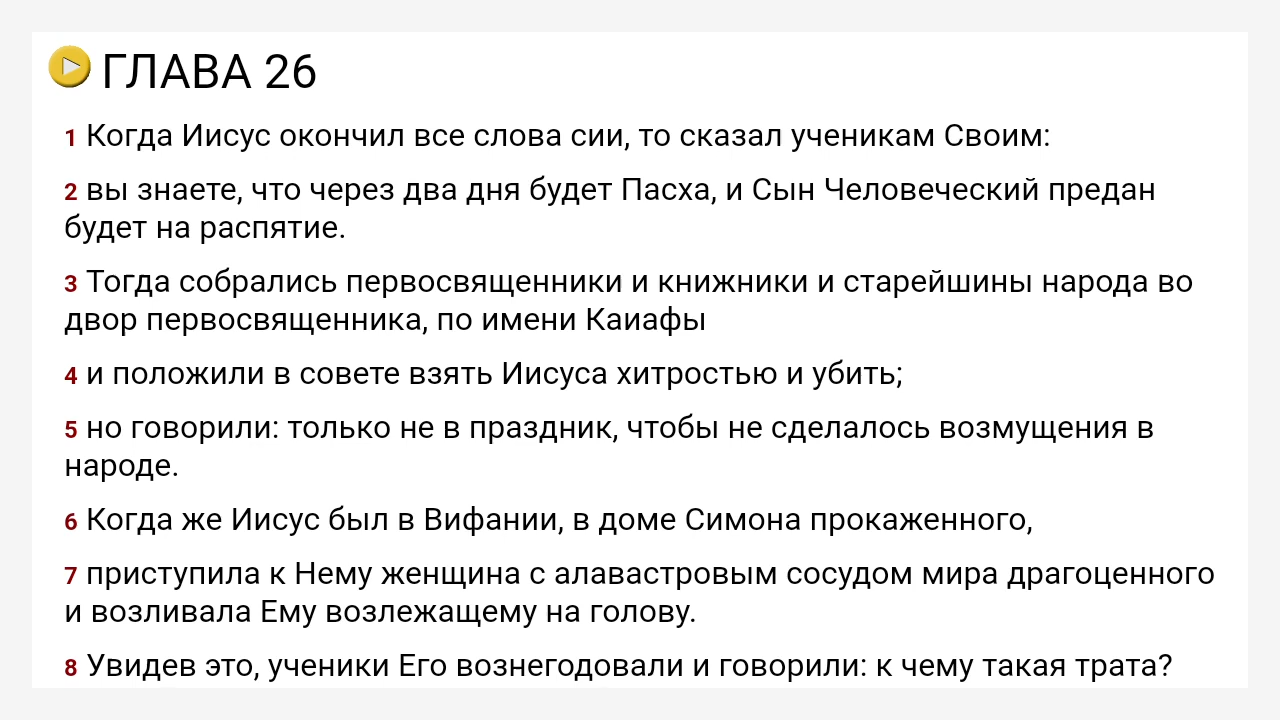 ГЛАВА 26
1 Когда Иисус окончил все слова сии, то сказал ученикам Своим:
2 вы знаете, что через два дня будет Пасха, и Сын Человеческий предан
будет на распятие.
3 Тогда собрались первосвященники и книжники и старейшины народа во
двор первосвященника, по имени Каиафы
4 и положили в совете взять Иисуса хитростью и убить;
5 но говорили: только не в праздник, чтобы не сделалось возмущения в
народе.
6 Когда же Иисус был в Вифании, в доме Симона прокаженного,
7 приступила к Нему женщина с алавастровым сосудом мира драгоценного
и возливала Ему возлежащему на голову.
8 Увидев это, ученики Его вознегодовали и говорили: к чему такая трата?